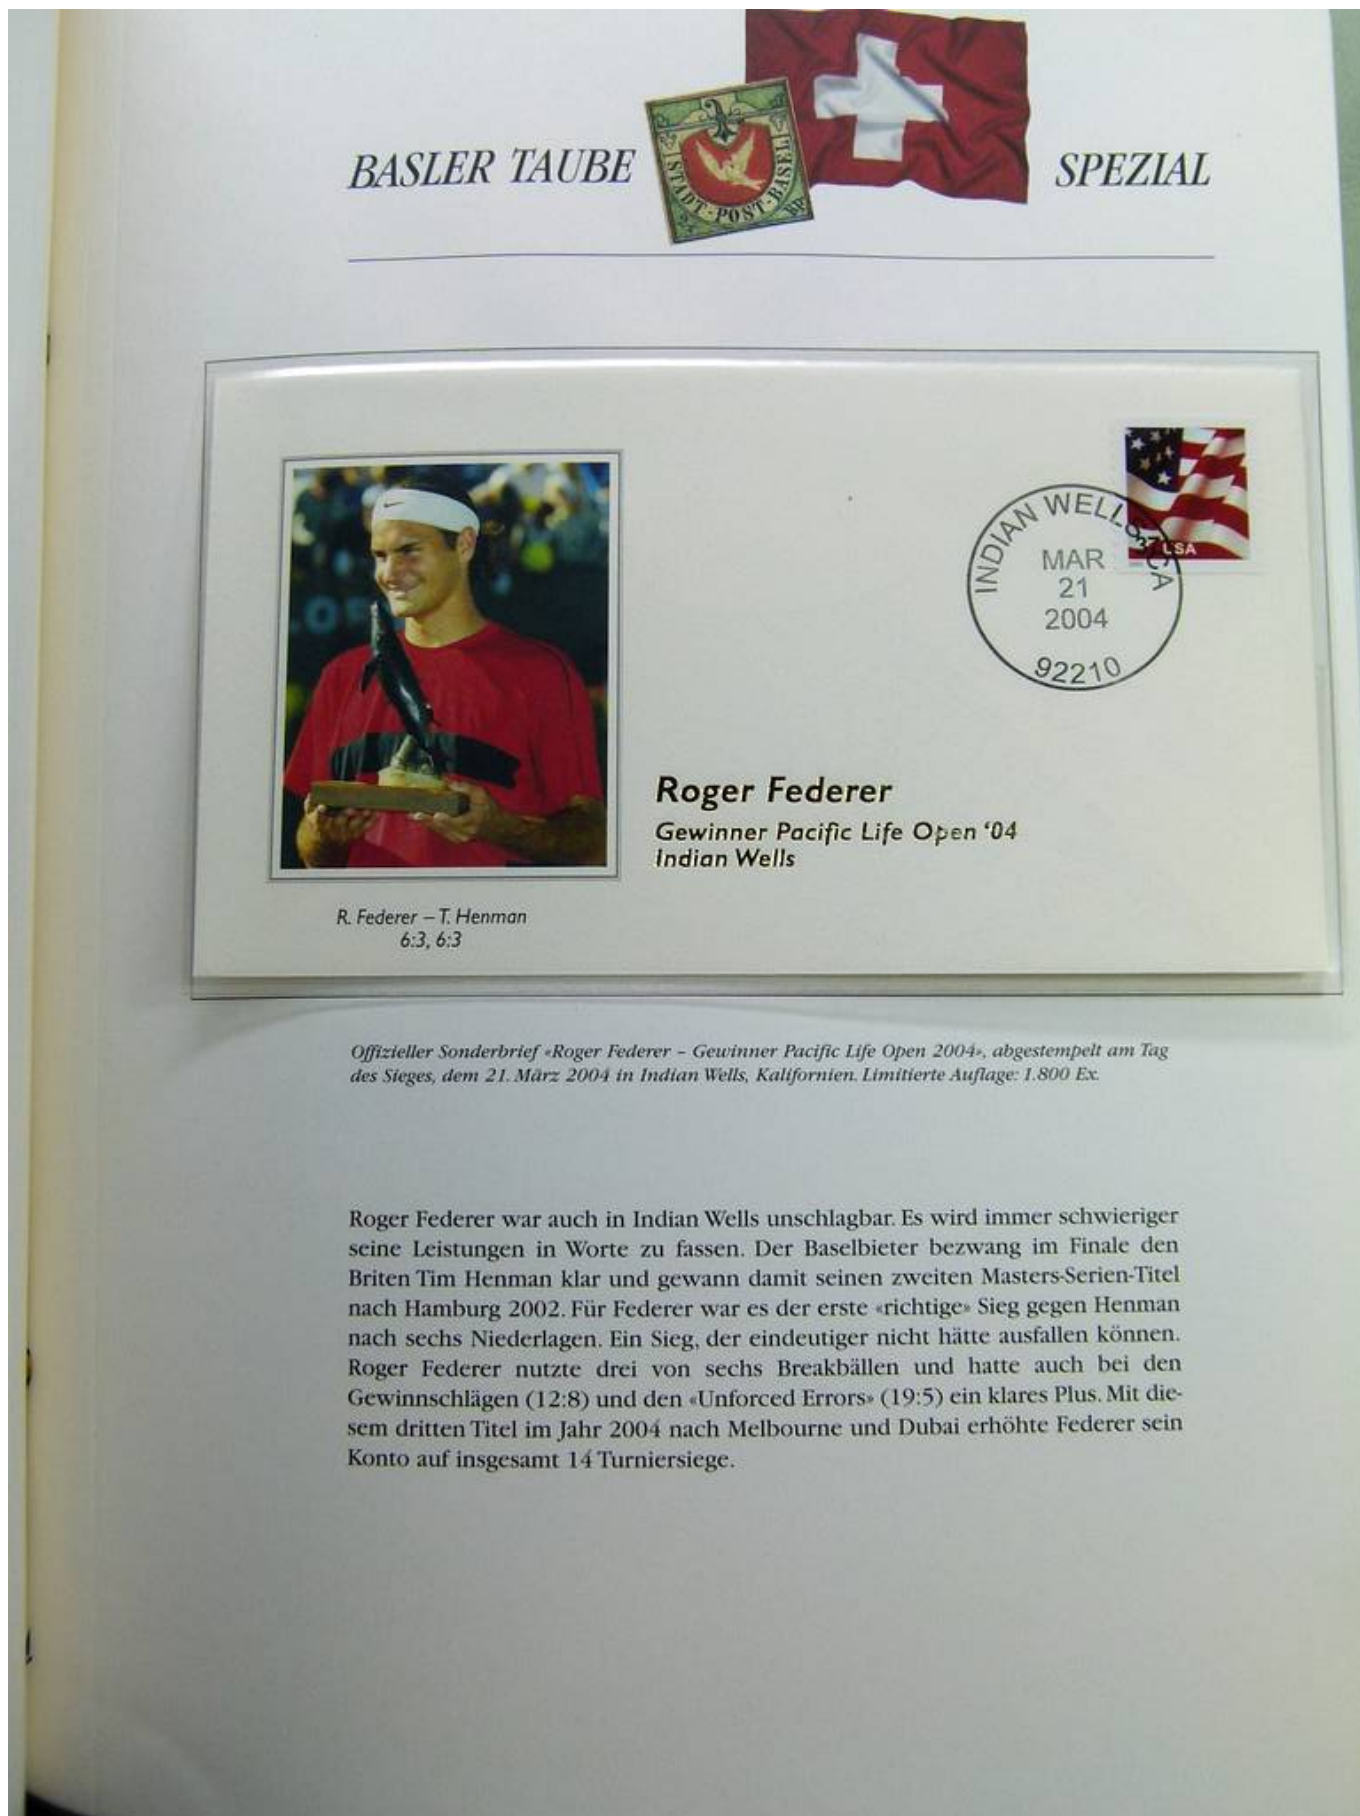 BASLER TAUBE
STADT-POST-BASEL
SPEZIAL
INDIAN WELLS, CA
MAR
21
2004
92210
37 USA
Roger Federer
Gewinner Pacific Life Open ‘04
Indian Wells
R. Federer – T. Henman
6:3, 6:3
Offizieller Sonderbrief «Roger Federer – Gewinner Pacific Life Open 2004», abgestempelt am Tag
des Sieges, dem 21. März 2004 in Indian Wells, Kalifornien. Limitierte Auflage: 1.800 Ex.
Roger Federer war auch in Indian Wells unschlagbar. Es wird immer schwieriger
seine Leistungen in Worte zu fassen. Der Baselbieter bezwang im Finale den
Briten Tim Henman klar und gewann damit seinen zweiten Masters-Serien-Titel
nach Hamburg 2002. Für Federer war es der erste «richtige» Sieg gegen Henman
nach sechs Niederlagen. Ein Sieg, der eindeutiger nicht hätte ausfallen können.
Roger Federer nutzte drei von sechs Breakbällen und hatte auch bei den
Gewinnschlägen (12:8) und den «Unforced Errors» (19:5) ein klares Plus. Mit die-
sem dritten Titel im Jahr 2004 nach Melbourne und Dubai erhöhte Federer sein
Konto auf insgesamt 14 Turniersiege.